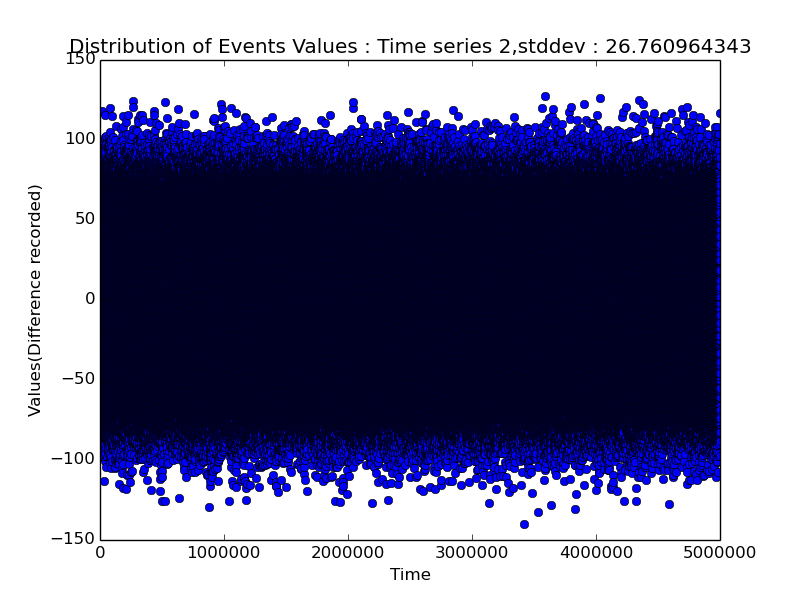 Distribution of Events Values : Time series 2,stddev : 26.760964343
150
100
50
0
−50
−100
−150
Values(Difference recorded)
0 1000000 2000000 3000000 4000000 5000000
Time